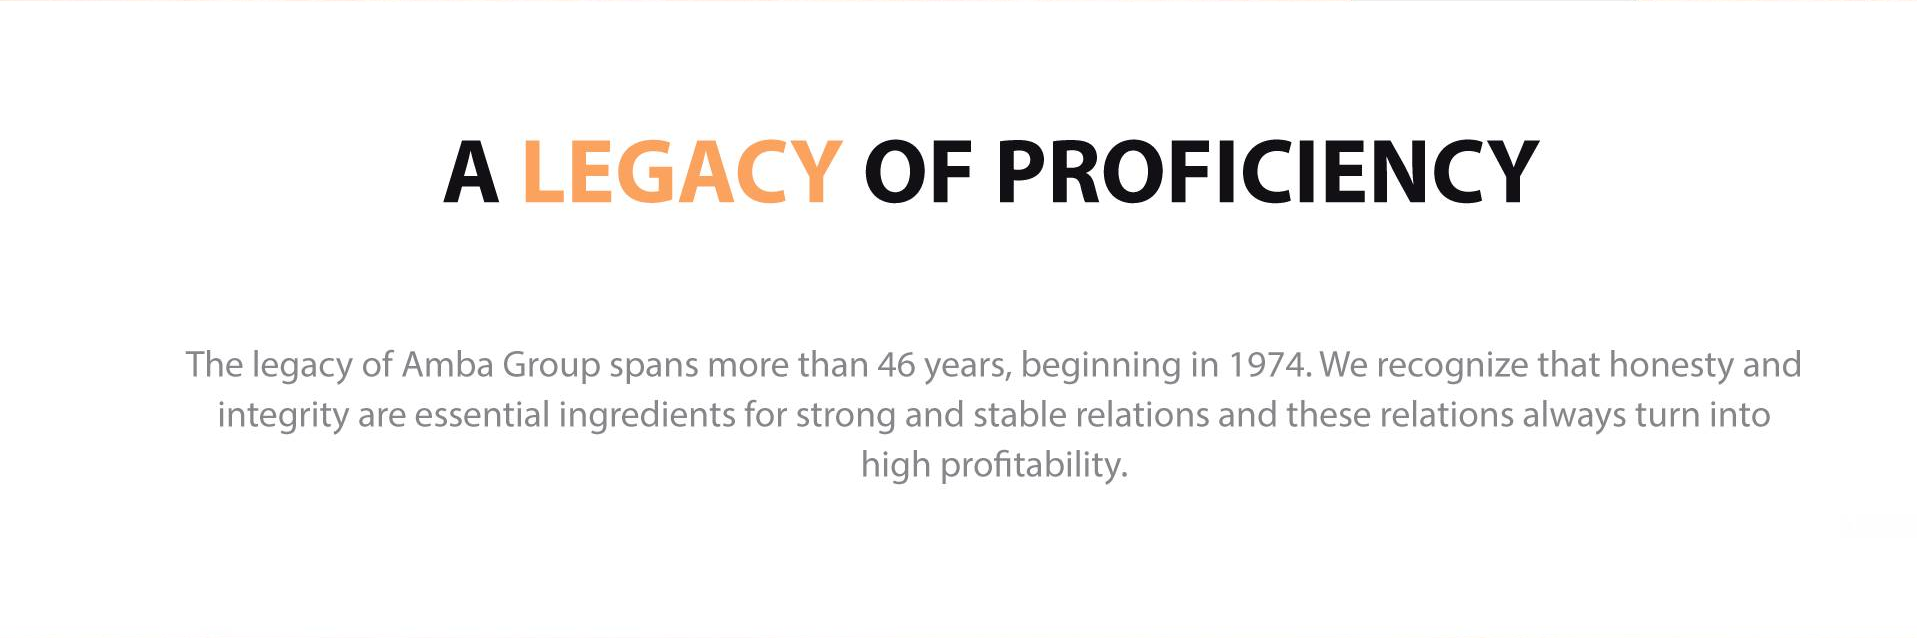 A LEGACY OF PROFICIENCY
The legacy of Amba Group spans more than 46 years, beginning in 1974. We recognize that honesty and
integrity are essential ingredients for strong and stable relations and these relations always turn into
high profitability.